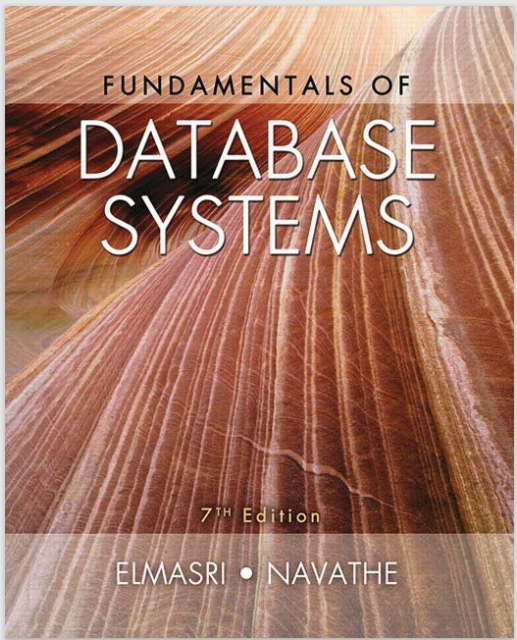 FUNDAMENTALS OF
DATABASE
SYSTEMS
7TH Edition
ELMASRI • NAVATHE